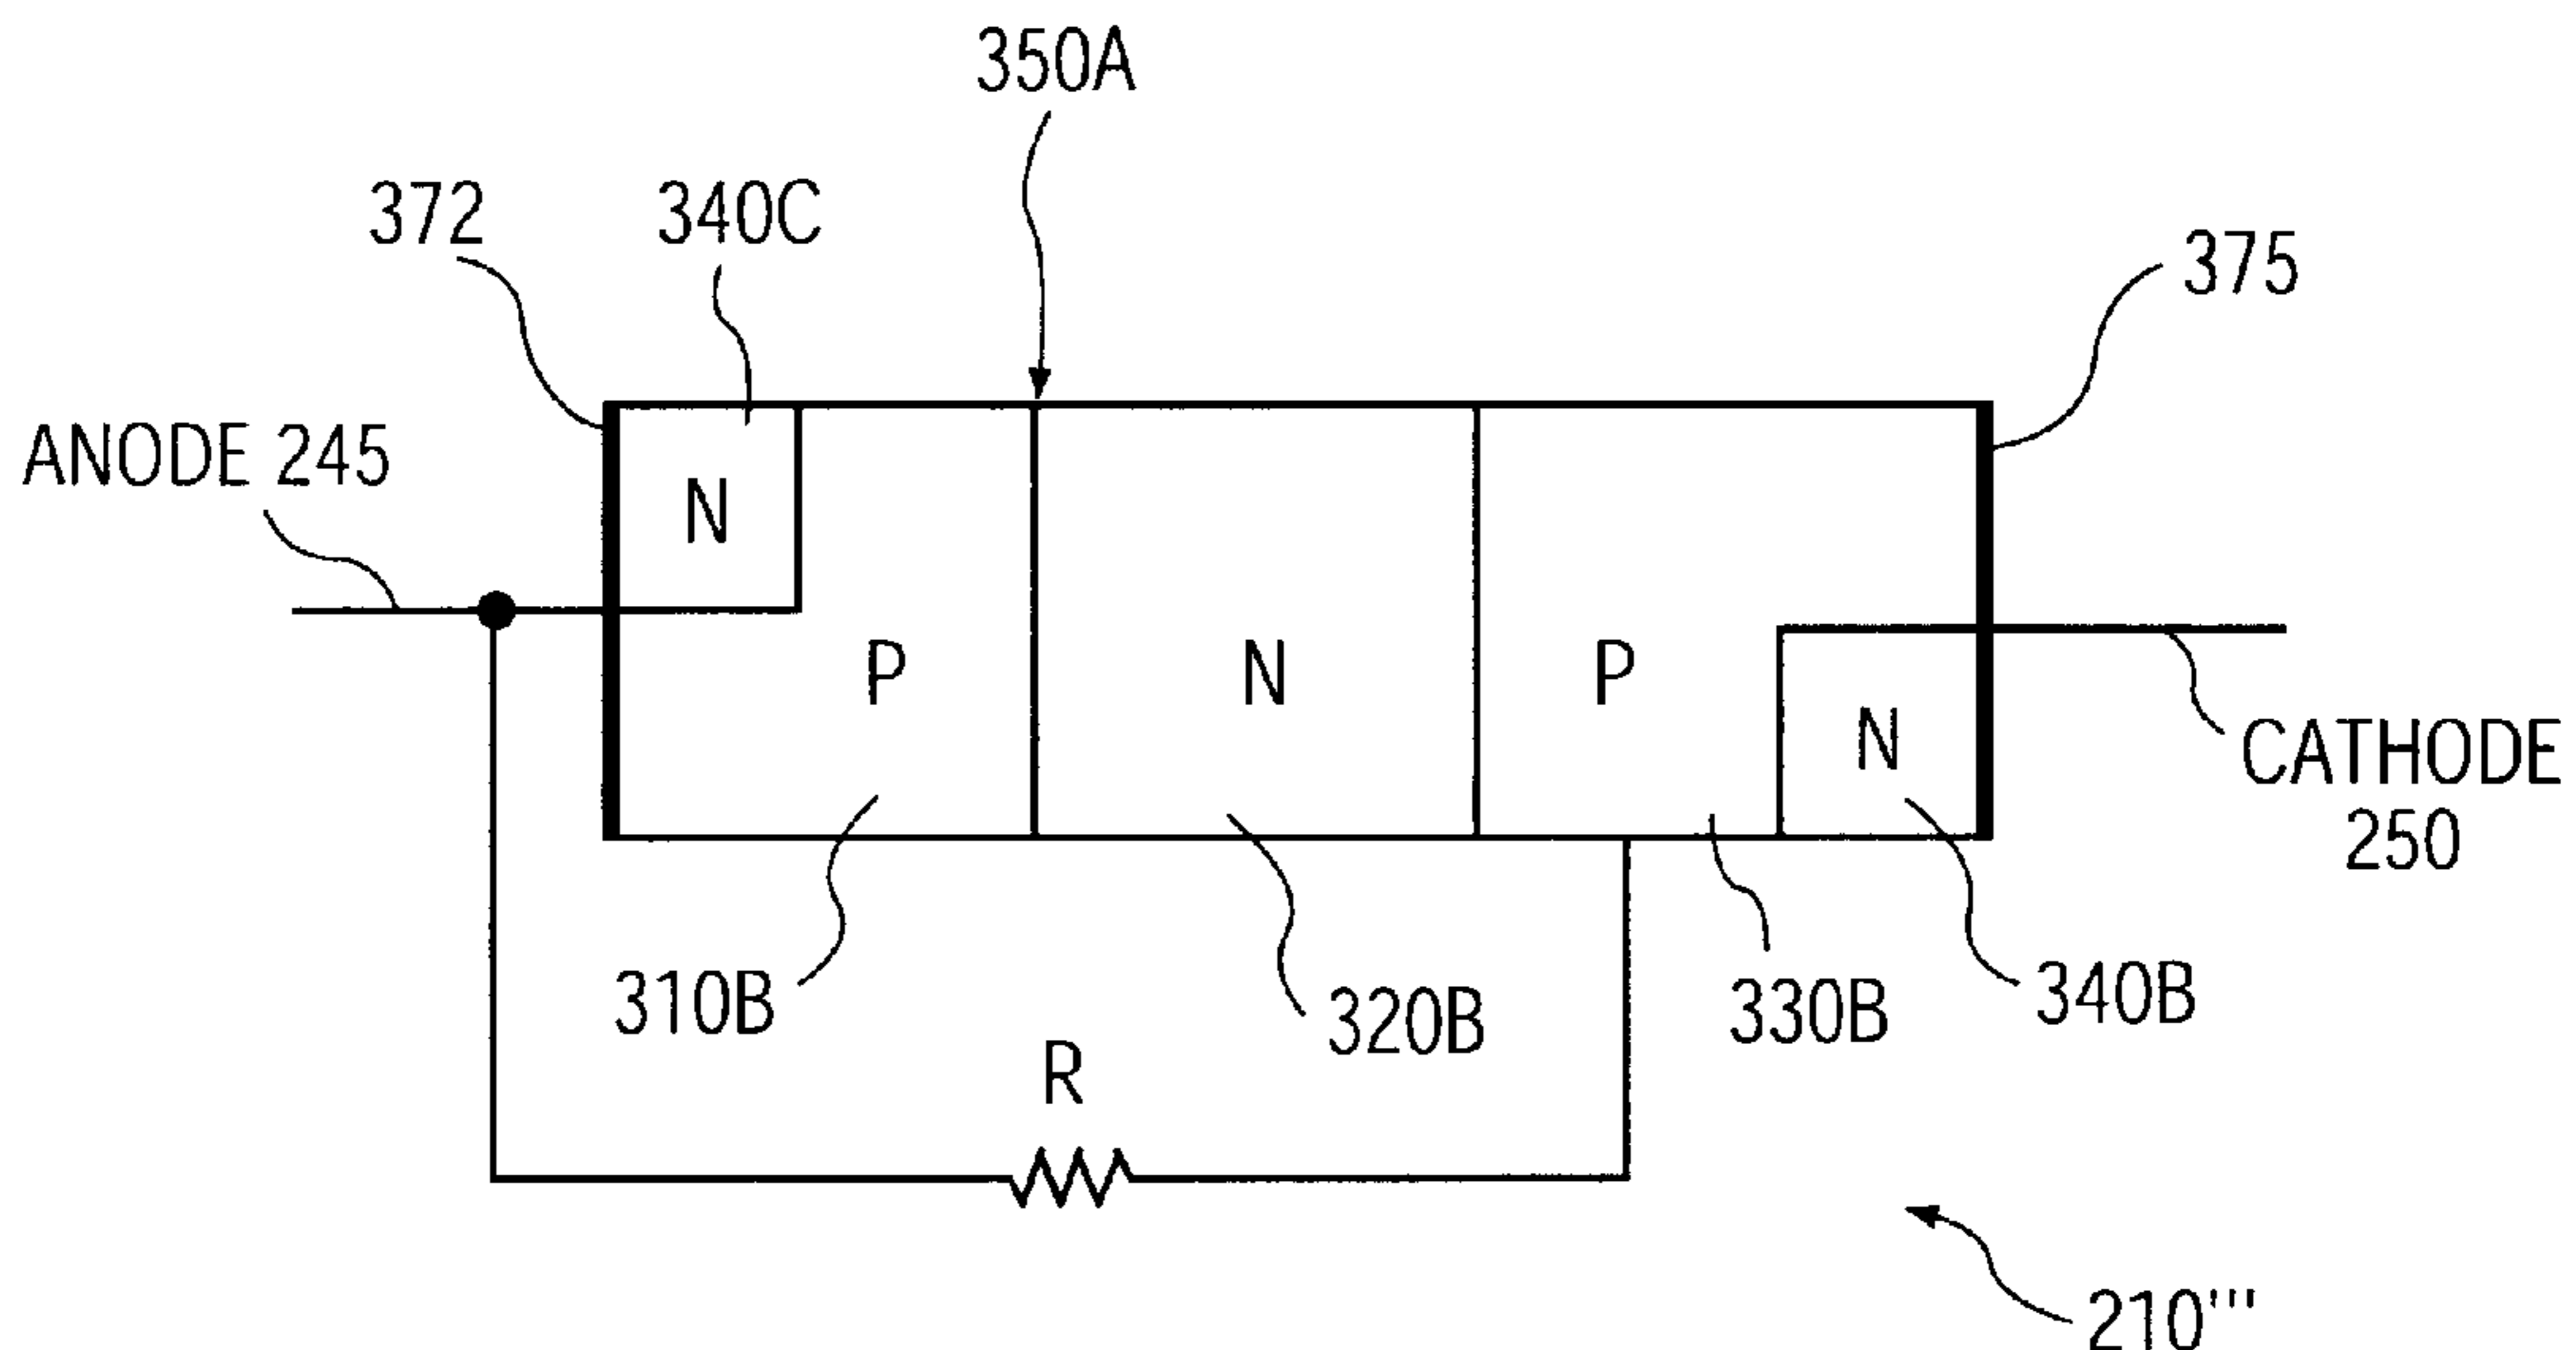 350A
372
340C
375
ANODE 245
N
P
N
P
N
CATHODE
250
310B
320B
330B
340B
R
210'''